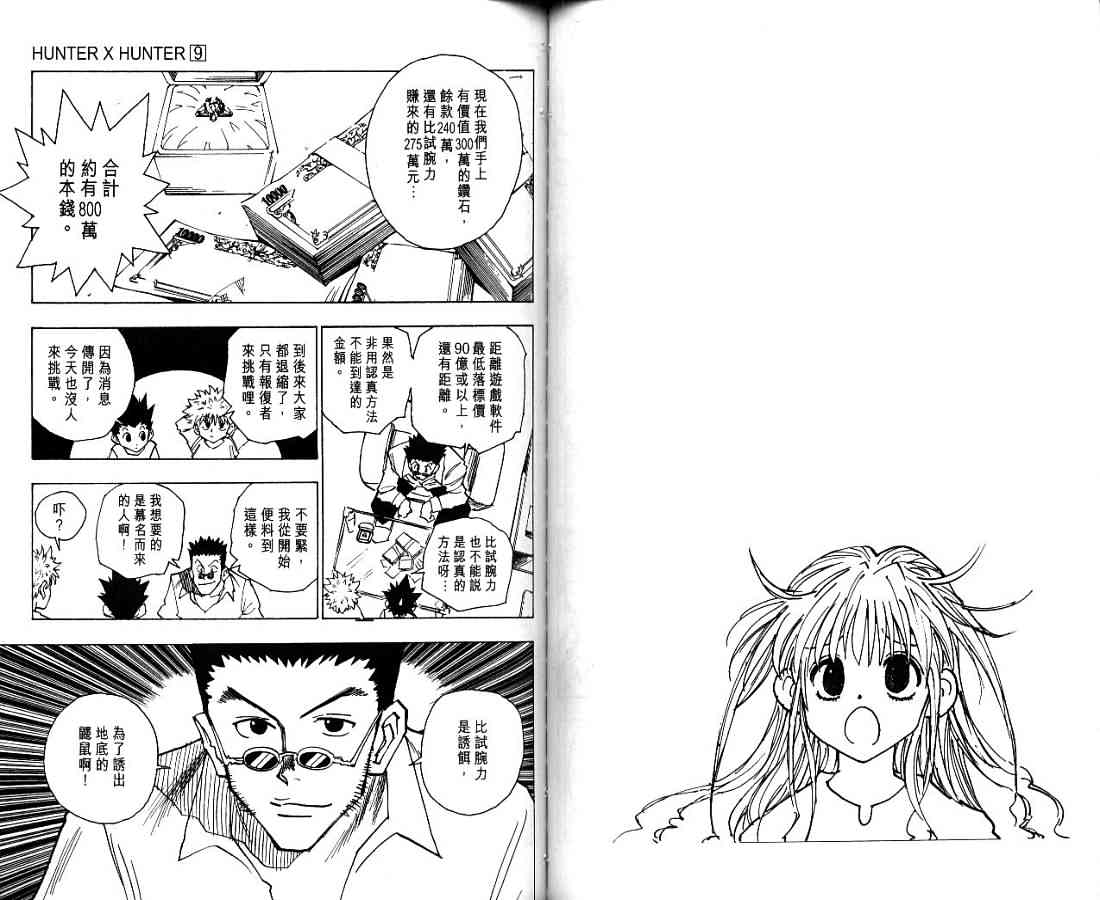 HUNTER X HUNTER 9
現在我們手上
有價值300萬的鑽石，
餘款240萬，
還有比試腕力
賺來的275萬元…
10000
10000
合計
約有800萬
的本錢。
距離遊戲軟件
最低落標價
90億或以上，
還有距離。
果然是
非用認真方法
不能到達的
金額。
比試腕力
也不能說
是認真的
方法呀…
到後來大家
都退縮了，
只有報復者
來挑戰哩。
因為消息
傳開了，
今天也沒人
來挑戰。
不要緊，
我從開始
便料到
這樣。
我想要的
是慕名而來
的人啊！
吓？
比試腕力
是誘餌，
為了誘出
地底的
鼴鼠啊！